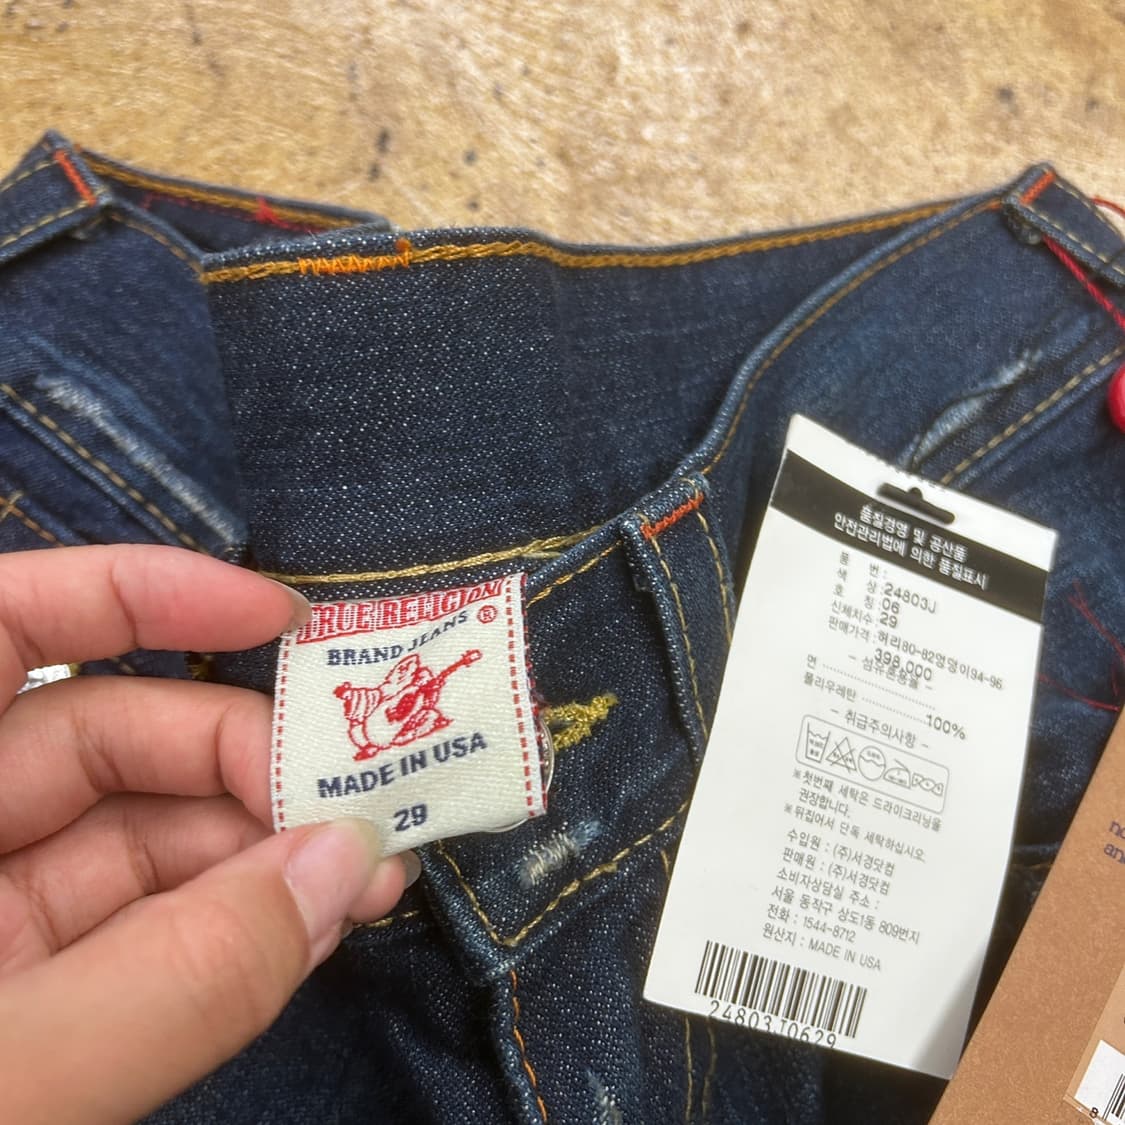 TRUE RELIGION
BRAND JEANS ®
MADE IN USA
29
품질경영 및 공산품
안전관리법에 의한 품질표시
품 번 :
색 상 : 24803J
호 칭 : 06
신체치수 : 29
판매가격 : 허리80-82엉덩이94-96
398,000
- 섬유혼용율 -
면
폴리우레탄 100%
- 취급주의사항 -
※첫번째 세탁은 드라이크리닝을
권장합니다.
※뒤집어서 단독 세탁하십시오.
수입원 : (주)서경닷컴
판매원 : (주)서경닷컴
소비자상담실 주소 :
서울 동작구 상도1동 809번지
전화 : 1544-8712
원산지 : MADE IN USA
24803J0629
8